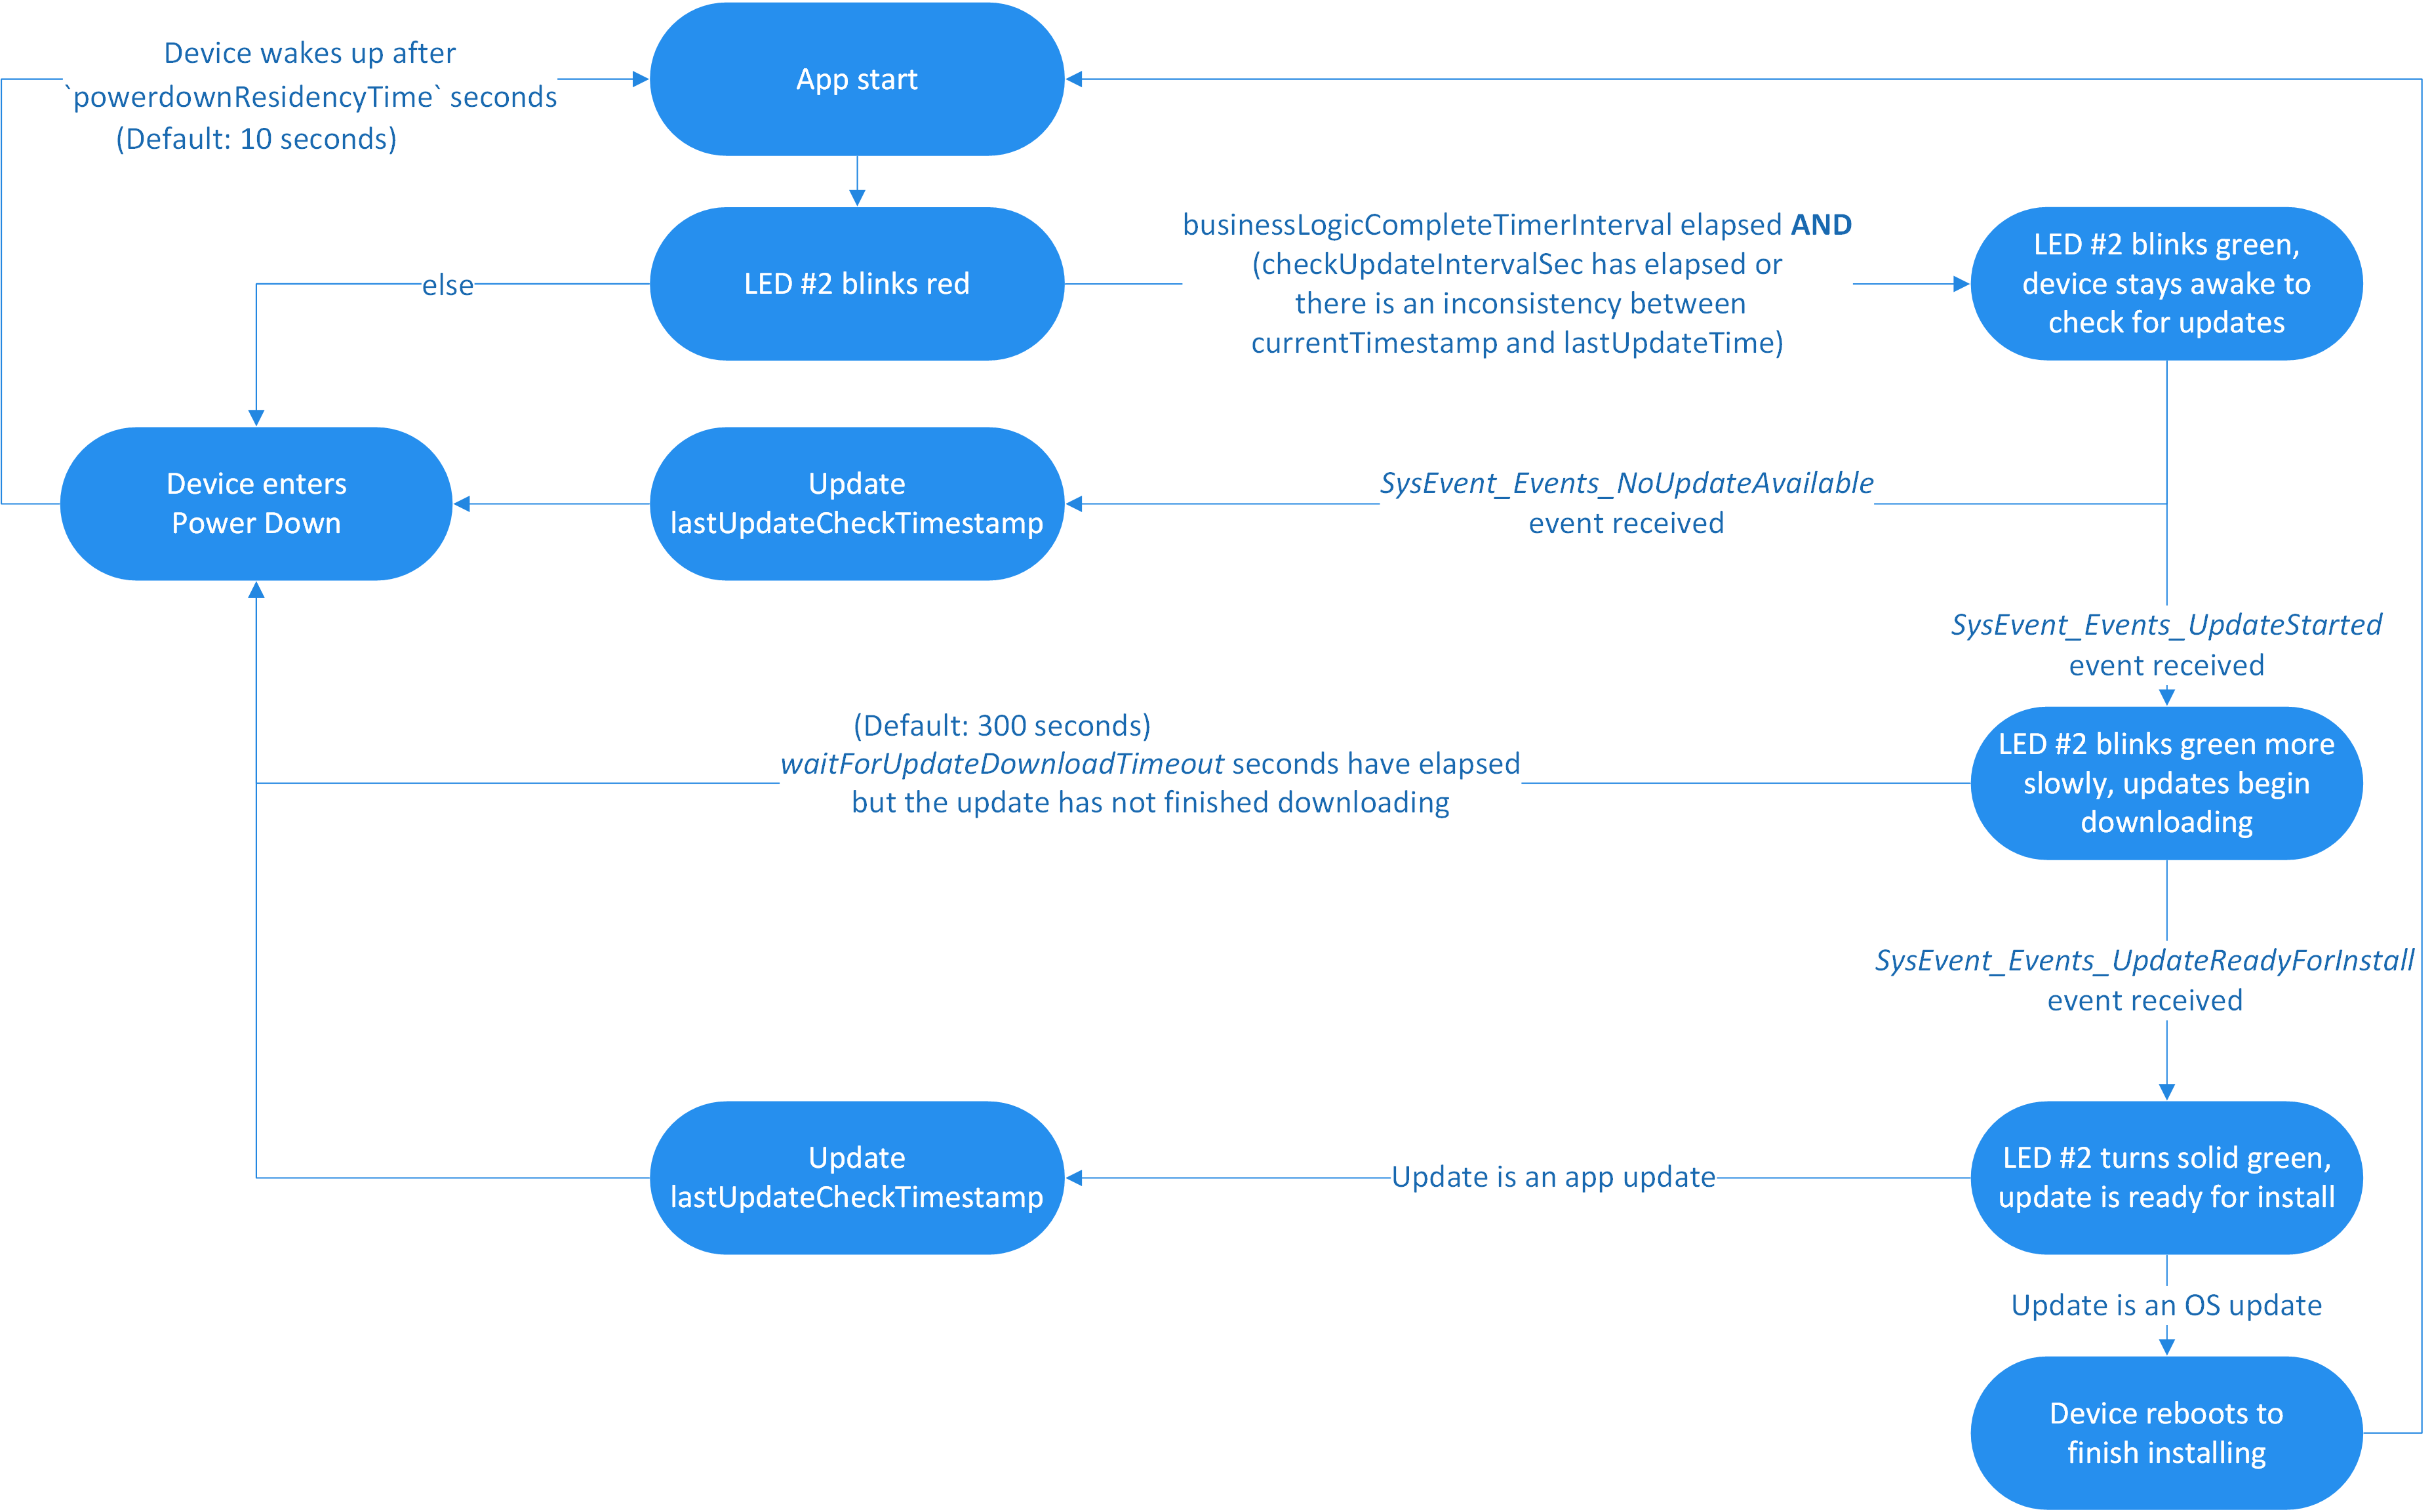 Device wakes up after
`powerdownResidencyTime` seconds
(Default: 10 seconds)
App start
LED #2 blinks red
else
businessLogicCompleteTimerInterval elapsed AND
(checkUpdateIntervalSec has elapsed or
there is an inconsistency between
currentTimestamp and lastUpdateTime)
LED #2 blinks green,
device stays awake to
check for updates
Device enters
Power Down
Update
lastUpdateCheckTimestamp
SysEvent_Events_NoUpdateAvailable
event received
SysEvent_Events_UpdateStarted
event received
(Default: 300 seconds)
waitForUpdateDownloadTimeout seconds have elapsed
but the update has not finished downloading
LED #2 blinks green more
slowly, updates begin
downloading
SysEvent_Events_UpdateReadyForInstall
event received
Update
lastUpdateCheckTimestamp
Update is an app update
LED #2 turns solid green,
update is ready for install
Update is an OS update
Device reboots to
finish installing